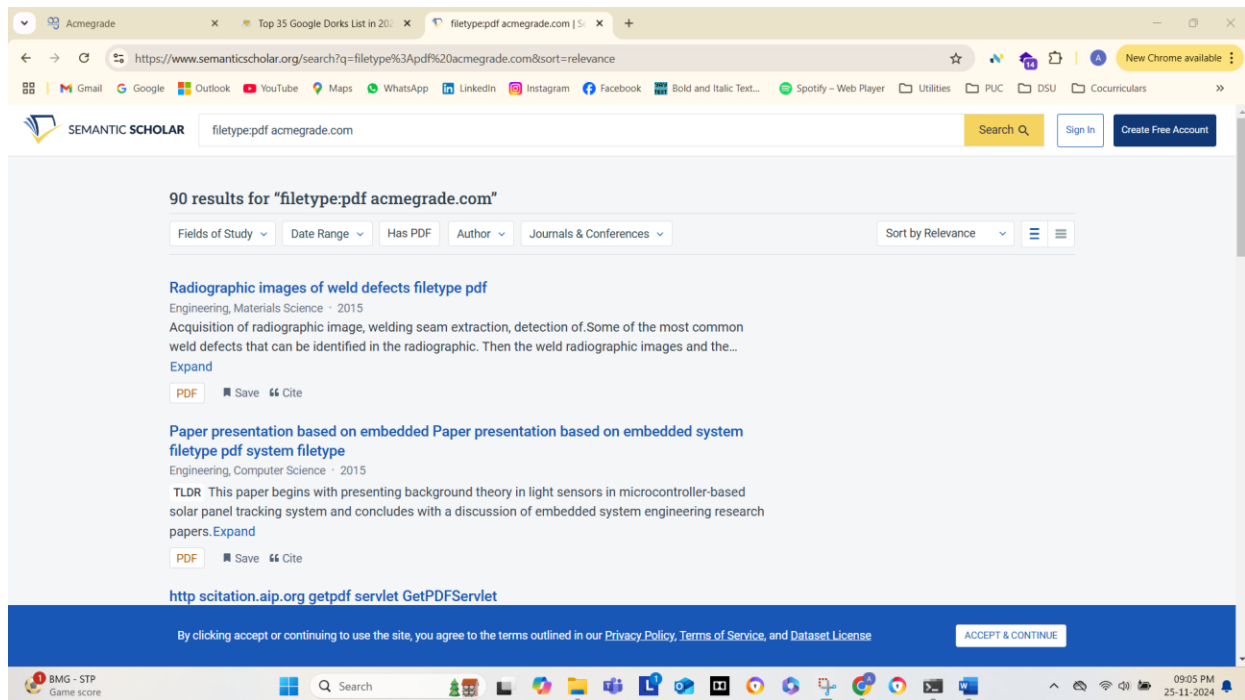 Acmegrade
Top 35 Google Dorks List in 202
filetype:pdf acmegrade.com | Se
https://www.semanticscholar.org/search?q=filetype%3Apdf%20acmegrade.com&sort=relevance
14
A
New Chrome available
Gmail Google Outlook YouTube Maps WhatsApp LinkedIn Instagram Facebook Bold and Italic Text... Spotify – Web Player Utilities PUC DSU Cocurriculars »
SEMANTIC SCHOLAR
filetype:pdf acmegrade.com
Search
Sign In
Create Free Account
90 results for “filetype:pdf acmegrade.com”
Fields of Study Date Range Has PDF Author Journals & Conferences Sort by Relevance
Radiographic images of weld defects filetype pdf
Engineering, Materials Science · 2015
Acquisition of radiographic image, welding seam extraction, detection of.Some of the most common
weld defects that can be identified in the radiographic. Then the weld radiographic images and the…
Expand
PDF Save Cite
Paper presentation based on embedded Paper presentation based on embedded system
filetype pdf system filetype
Engineering, Computer Science · 2015
TLDR This paper begins with presenting background theory in light sensors in microcontroller-based
solar panel tracking system and concludes with a discussion of embedded system engineering research
papers.Expand
PDF Save Cite
http scitation.aip.org getpdf servlet GetPDFServlet
By clicking accept or continuing to use the site, you agree to the terms outlined in our Privacy Policy, Terms of Service, and Dataset License
ACCEPT & CONTINUE
1
BMG - STP
Game score
Search
09:05 PM
25-11-2024